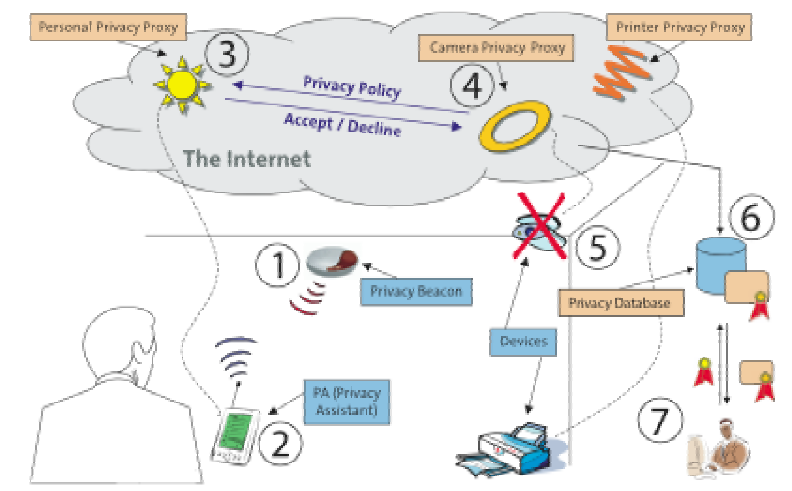 Personal Privacy Proxy
Printer Privacy Proxy
3
Camera Privacy Proxy
4
Privacy Policy
Accept / Decline
The Internet
6
5
1
Privacy Beacon
Privacy Database
Devices
PA (Privacy
Assistant)
7
2